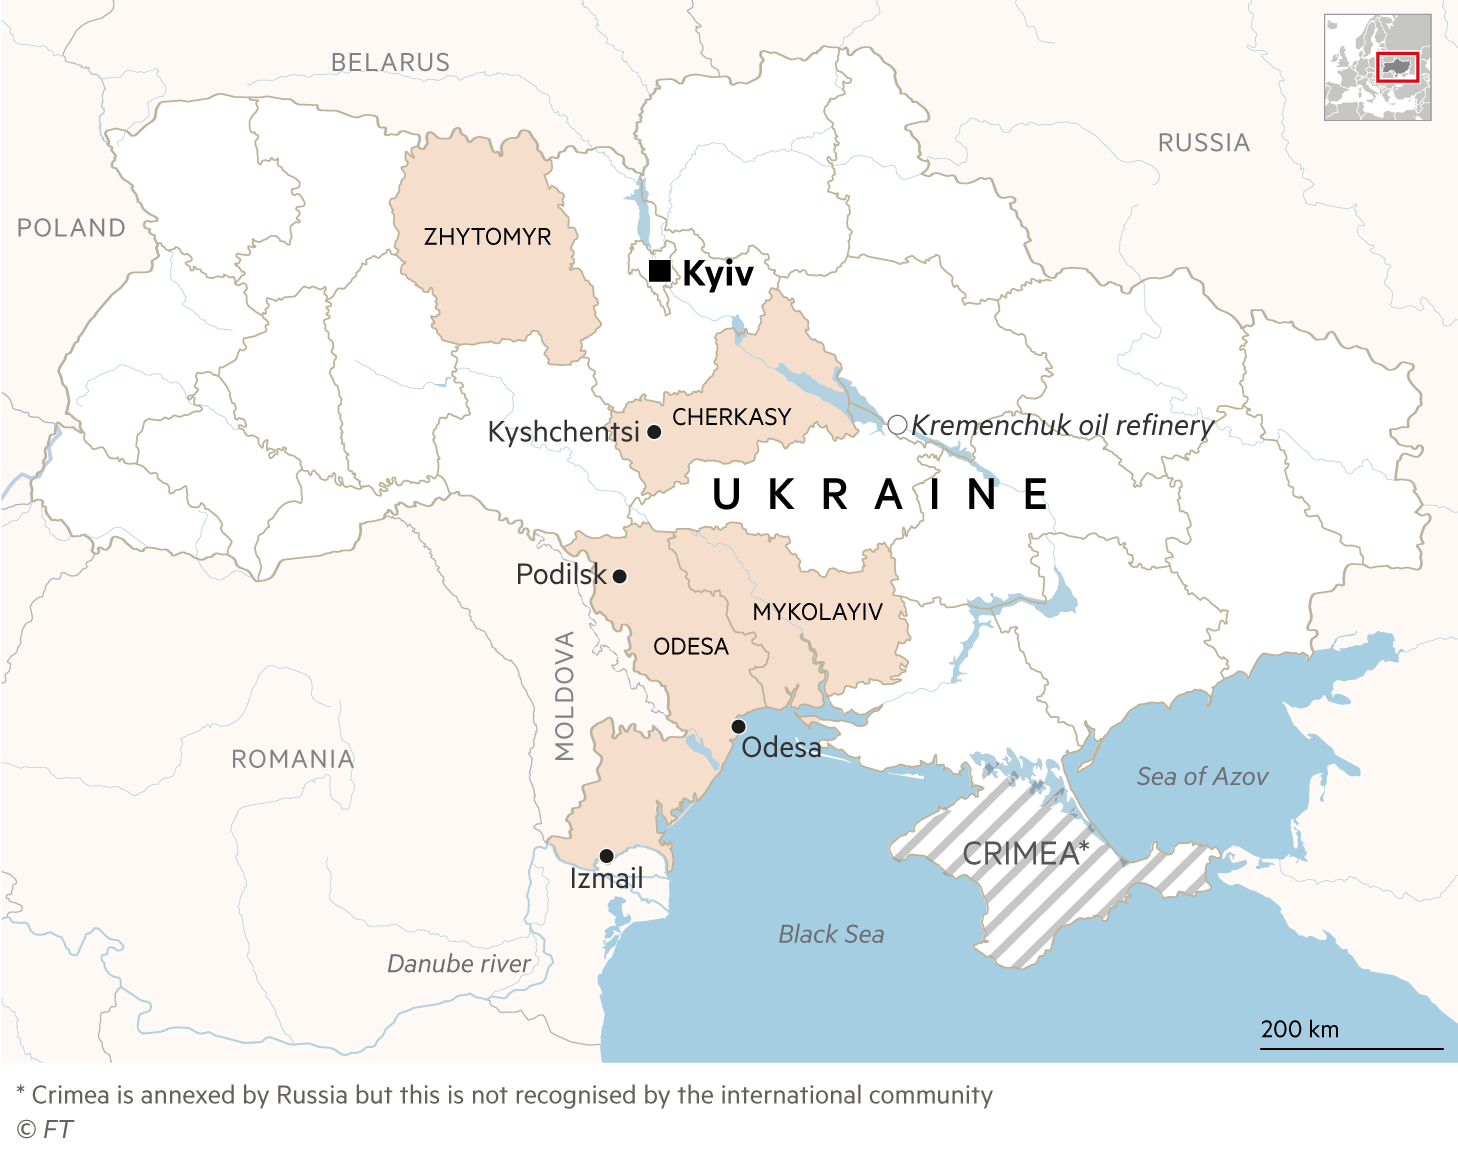 BELARUS
RUSSIA
POLAND
ZHYTOMYR
Kyiv
CHERKASY
Kyshchentsi
Kremenchuk oil refinery
UKRAINE
Podilsk
MYKOLAYIV
ODESA
MOLDOVA
Odesa
ROMANIA
Sea of Azov
CRIMEA*
Izmail
Black Sea
Danube river
200 km
* Crimea is annexed by Russia but this is not recognised by the international community
© FT